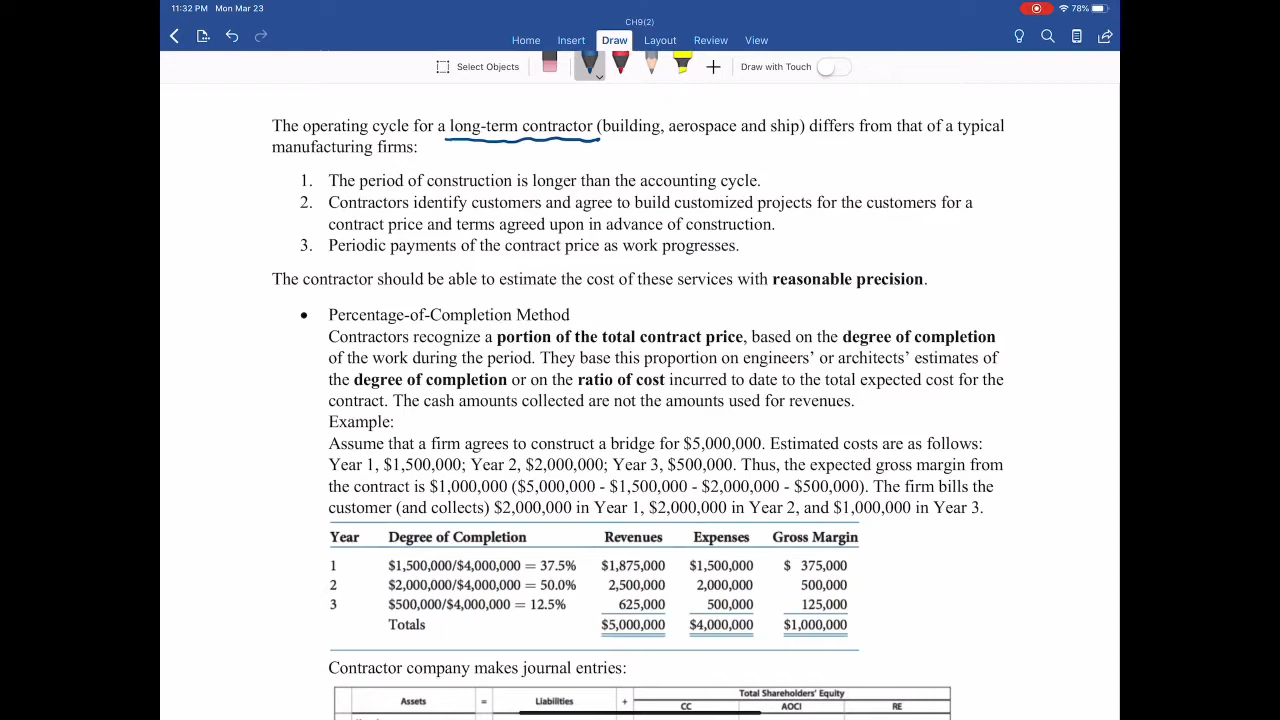 11:32 PM Mon Mar 23
78%
CH9(2)
Home Insert Draw Layout Review View
Select Objects
Draw with Touch
The operating cycle for a long-term contractor (building, aerospace and ship) differs from that of a typical
manufacturing firms:
1. The period of construction is longer than the accounting cycle.
2. Contractors identify customers and agree to build customized projects for the customers for a
contract price and terms agreed upon in advance of construction.
3. Periodic payments of the contract price as work progresses.
The contractor should be able to estimate the cost of these services with reasonable precision.
• Percentage-of-Completion Method
Contractors recognize a portion of the total contract price, based on the degree of completion
of the work during the period. They base this proportion on engineers’ or architects’ estimates of
the degree of completion or on the ratio of cost incurred to date to the total expected cost for the
contract. The cash amounts collected are not the amounts used for revenues.
Example:
Assume that a firm agrees to construct a bridge for $5,000,000. Estimated costs are as follows:
Year 1, $1,500,000; Year 2, $2,000,000; Year 3, $500,000. Thus, the expected gross margin from
the contract is $1,000,000 ($5,000,000 - $1,500,000 - $2,000,000 - $500,000). The firm bills the
customer (and collects) $2,000,000 in Year 1, $2,000,000 in Year 2, and $1,000,000 in Year 3.
Year Degree of Completion Revenues Expenses Gross Margin
1 $1,500,000/$4,000,000 = 37.5% $1,875,000 $1,500,000 $ 375,000
2 $2,000,000/$4,000,000 = 50.0% 2,500,000 2,000,000 500,000
3 $500,000/$4,000,000 = 12.5% 625,000 500,000 125,000
Totals $5,000,000 $4,000,000 $1,000,000
Contractor company makes journal entries:
Total Shareholders' Equity
Assets = Liabilities +
CC AOCI RE